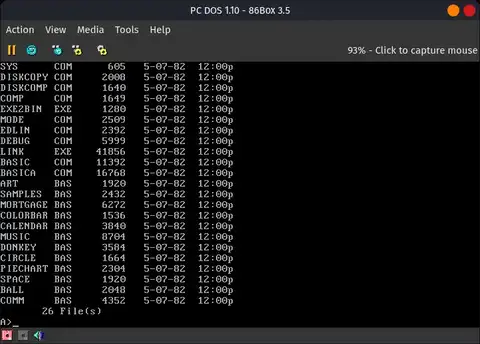 PC DOS 1.10 - 86Box 3.5
Action View Media Tools Help
93% - Click to capture mouse
SYS COM 605 5-07-82 12:00p
DISKCOPY COM 2008 5-07-82 12:00p
DISKCOMP COM 1640 5-07-82 12:00p
COMP COM 1649 5-07-82 12:00p
EXE2BIN EXE 1280 5-07-82 12:00p
MODE COM 2509 5-07-82 12:00p
EDLIN COM 2392 5-07-82 12:00p
DEBUG COM 5999 5-07-82 12:00p
LINK EXE 41856 5-07-82 12:00p
BASIC COM 11392 5-07-82 12:00p
BASICA COM 16768 5-07-82 12:00p
ART BAS 1920 5-07-82 12:00p
SAMPLES BAS 2432 5-07-82 12:00p
MORTGAGE BAS 6272 5-07-82 12:00p
COLORBAR BAS 1536 5-07-82 12:00p
CALENDAR BAS 3840 5-07-82 12:00p
MUSIC BAS 8704 5-07-82 12:00p
DONKEY BAS 3584 5-07-82 12:00p
CIRCLE BAS 1664 5-07-82 12:00p
PIECHART BAS 2304 5-07-82 12:00p
SPACE BAS 1920 5-07-82 12:00p
BALL BAS 2048 5-07-82 12:00p
COMM BAS 4352 5-07-82 12:00p
26 File(s)
A>_